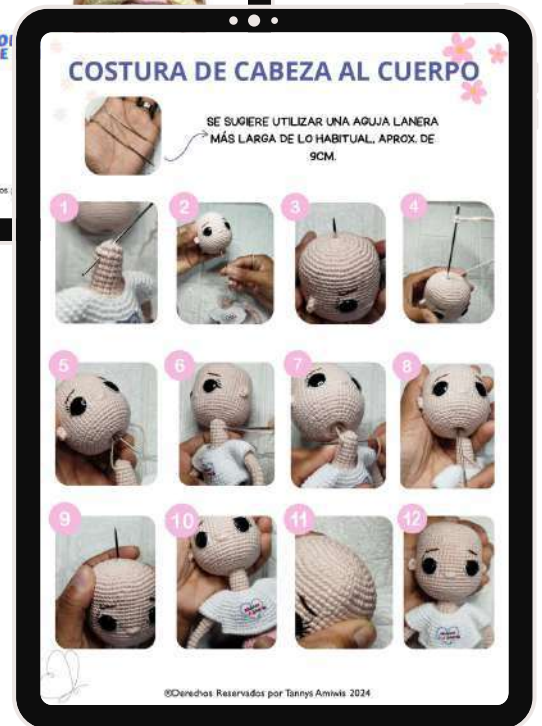 COSTURA DE CABEZA AL CUERPO
SE SUGIERE UTILIZAR UNA AGUJA LANERA
MÁS LARGA DE LO HABITUAL, APROX. DE
9CM.
1
2
3
4
5
6
7
8
9
10
11
12
®Derechos Reservados por Tannys Amiwis 2024